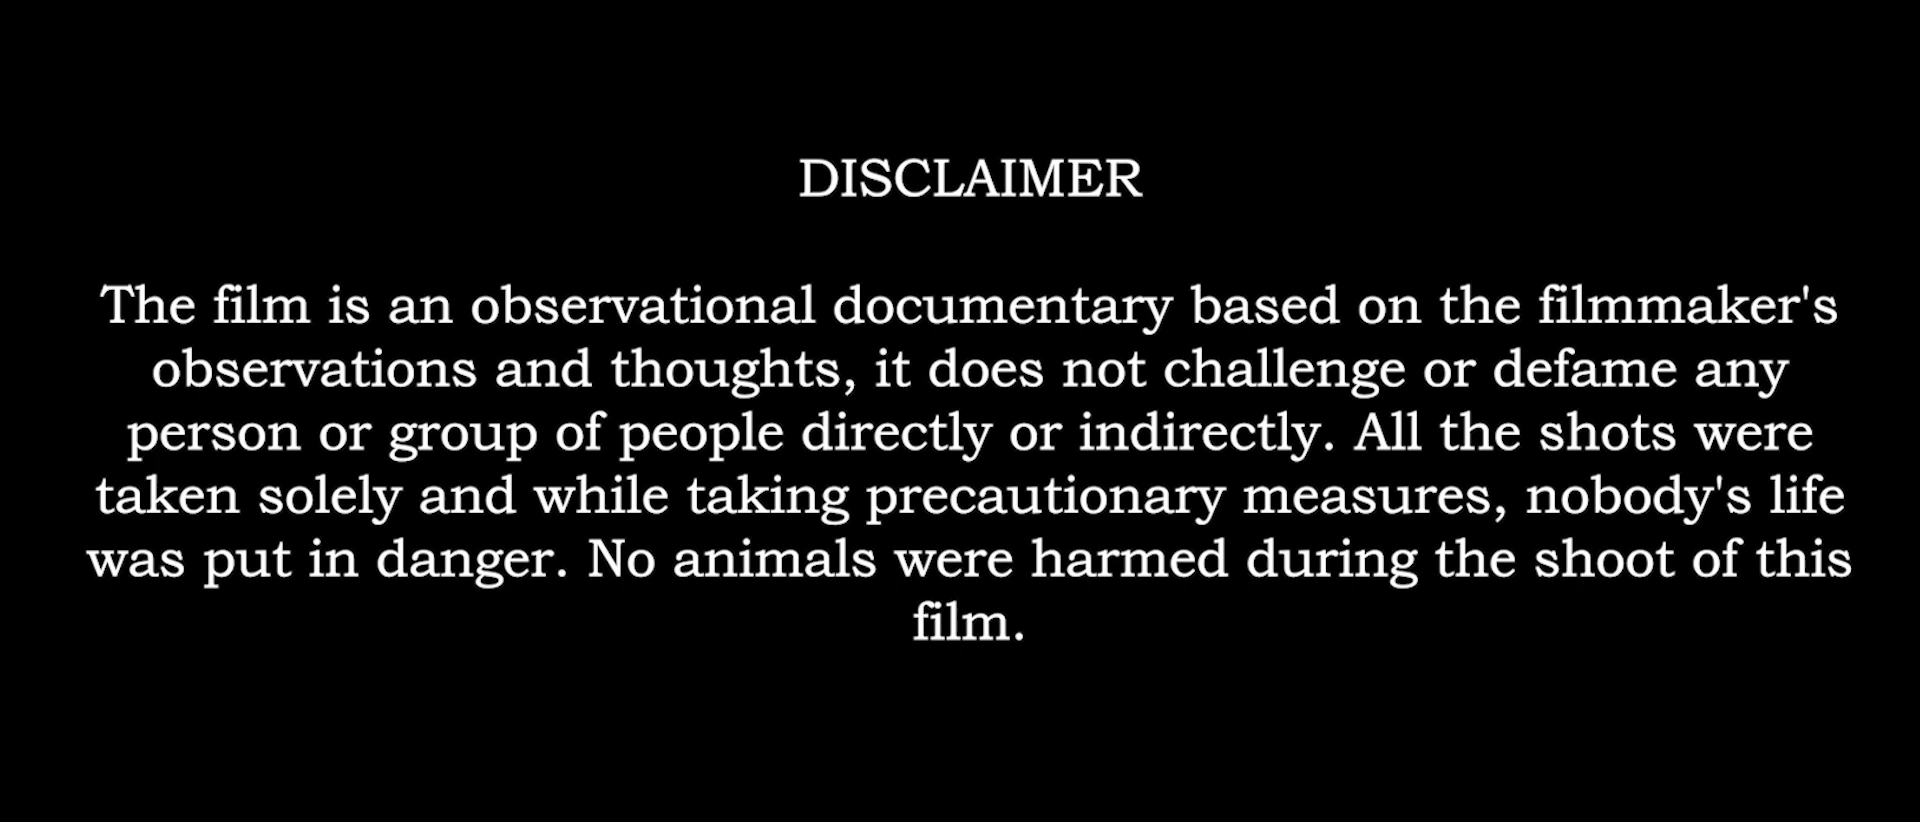 DISCLAIMER
The film is an observational documentary based on the filmmaker's
observations and thoughts, it does not challenge or defame any
person or group of people directly or indirectly. All the shots were
taken solely and while taking precautionary measures, nobody's life
was put in danger. No animals were harmed during the shoot of this
film.